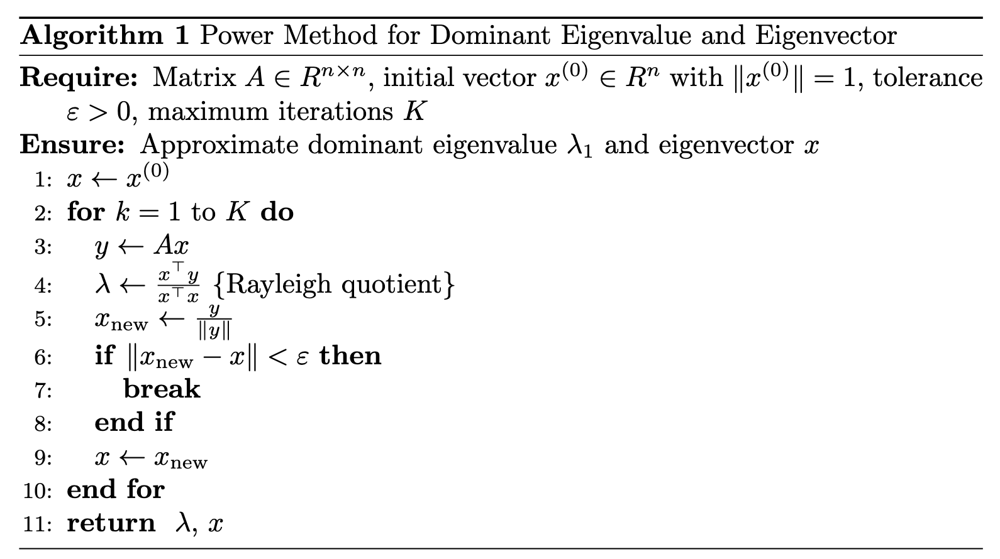 Algorithm 1 Power Method for Dominant Eigenvalue and Eigenvector
Require: Matrix $A \in R^{n \times n}$, initial vector $x^{(0)} \in R^n$ with $\|x^{(0)}\| = 1$, tolerance
$\varepsilon > 0$, maximum iterations $K$
Ensure: Approximate dominant eigenvalue $\lambda_1$ and eigenvector $x$
1: $x \leftarrow x^{(0)}$
2: for $k = 1$ to $K$ do
3: $y \leftarrow Ax$
4: $\lambda \leftarrow \frac{x^\top y}{x^\top x}$ {Rayleigh quotient}
5: $x_{\text{new}} \leftarrow \frac{y}{\|y\|}$
6: if $\|x_{\text{new}} - x\| < \varepsilon$ then
7: break
8: end if
9: $x \leftarrow x_{\text{new}}$
10: end for
11: return $\lambda$, $x$